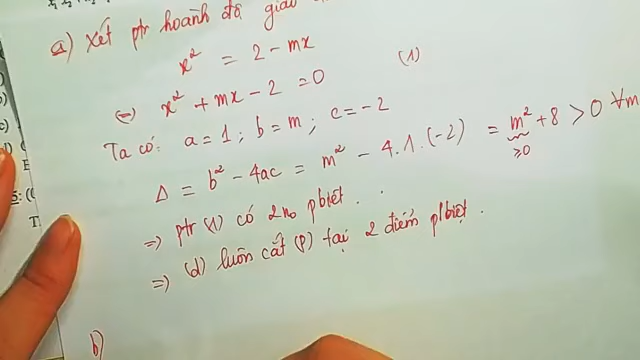 a) Xét ptr hoành độ giao
x² = 2 - mx
(=) x² + mx - 2 = 0 (1)
Ta có: a = 1; b = m; c = -2
Δ = b² - 4ac = m² - 4.1.(-2) = m² + 8 > 0 ∀m
≥0
=> ptr (1) có 2 no pbiệt.
=> (d) luôn cắt (P) tại 2 điểm pbiệt.
b)